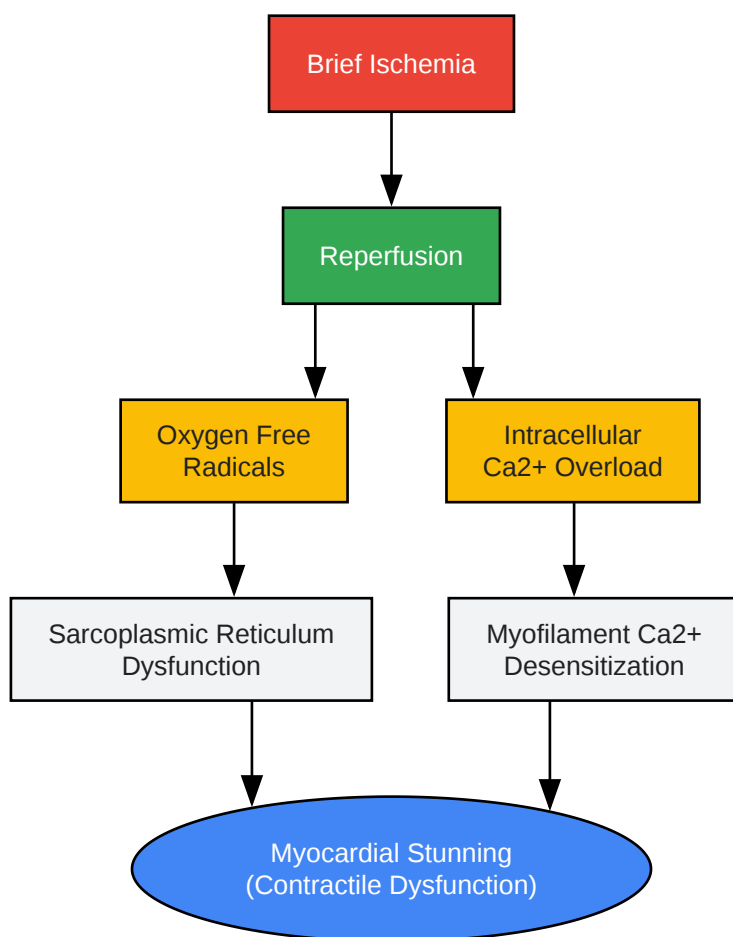 Brief Ischemia
Reperfusion
Oxygen Free
Radicals
Intracellular
Ca2+ Overload
Sarcoplasmic Reticulum
Dysfunction
Myofilament Ca2+
Desensitization
Myocardial Stunning
(Contractile Dysfunction)